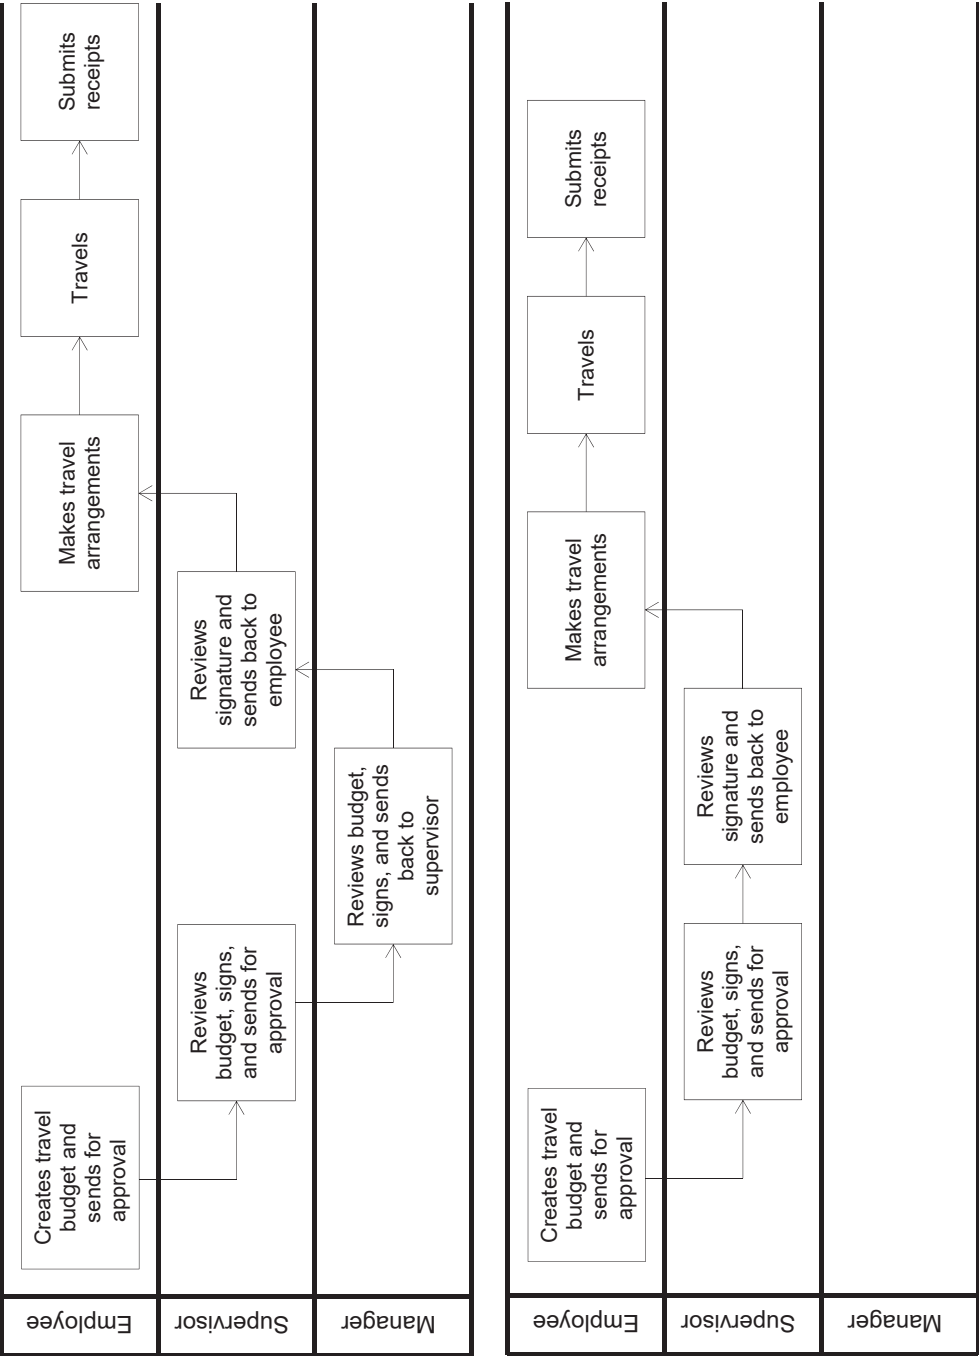 Employee
Creates travel
budget and
sends for
approval
Makes travel
arrangements
Travels
Submits
receipts
Supervisor
Reviews
budget, signs,
and sends for
approval
Reviews
signature and
sends back to
employee
Manager
Reviews budget,
signs, and sends
back to
supervisor
Employee
Creates travel
budget and
sends for
approval
Makes travel
arrangements
Travels
Submits
receipts
Supervisor
Reviews
budget, signs,
and sends for
approval
Reviews
signature and
sends back to
employee
Manager